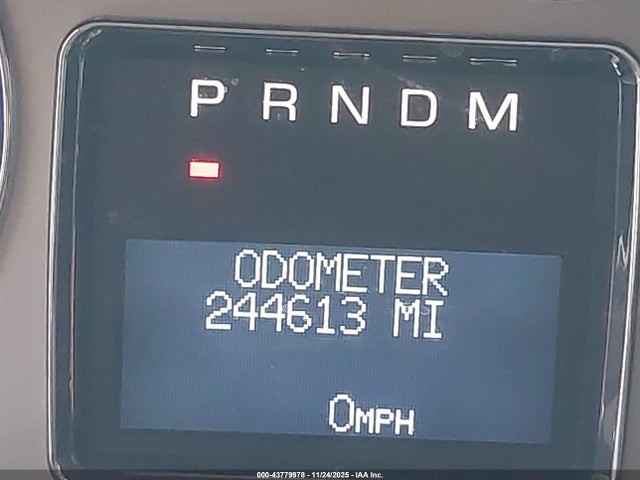 P R N D M
ODOMETER
244613 MI
0MPH
000-43779978 - 11/24/2025 - IAA Inc.